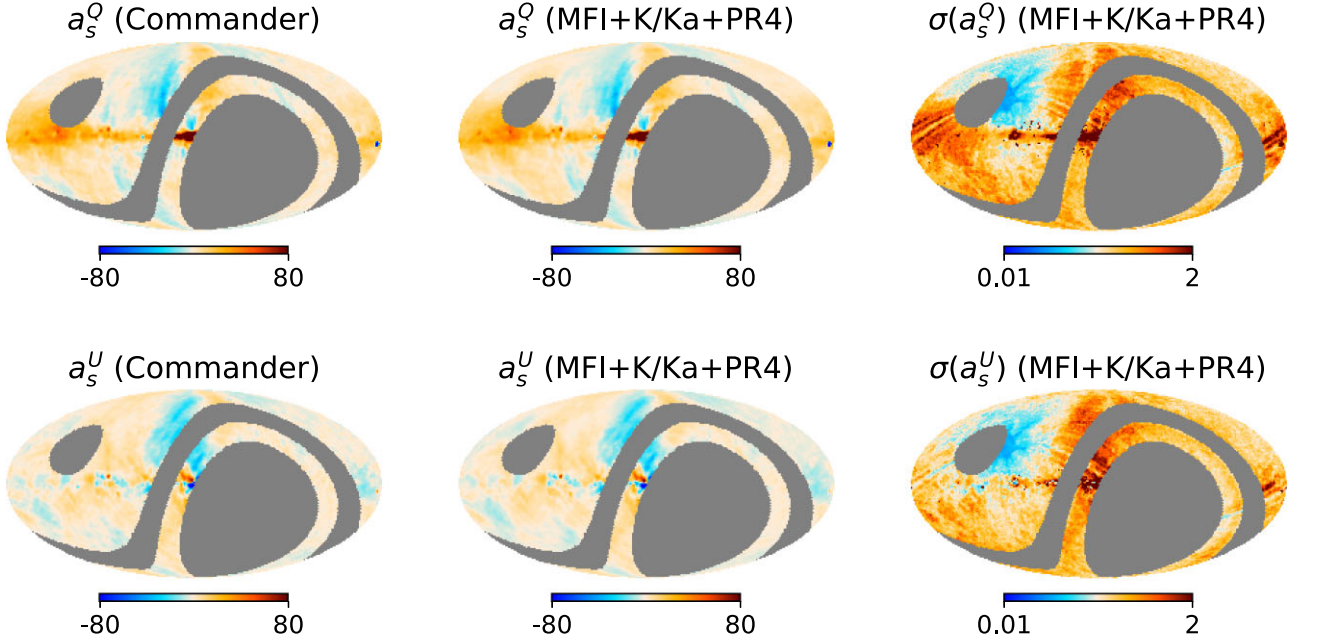 a_s^Q (Commander) a_s^Q (MFI+K/Ka+PR4) σ(a_s^Q) (MFI+K/Ka+PR4)
-80 80 -80 80 0.01 2
a_s^U (Commander) a_s^U (MFI+K/Ka+PR4) σ(a_s^U) (MFI+K/Ka+PR4)
-80 80 -80 80 0.01 2